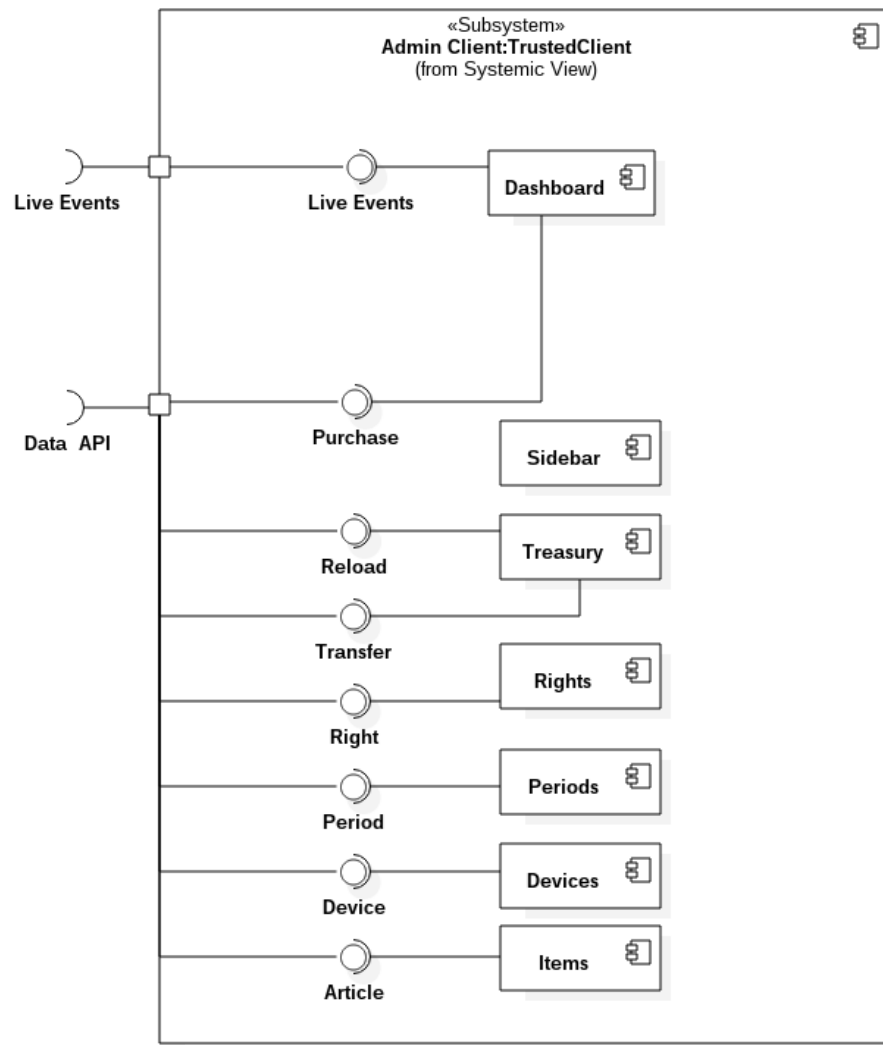 «Subsystem»
Admin Client:TrustedClient
(from Systemic View)
Live Events
Live Events
Dashboard
Data API
Purchase
Sidebar
Reload
Treasury
Transfer
Right
Rights
Period
Periods
Device
Devices
Article
Items